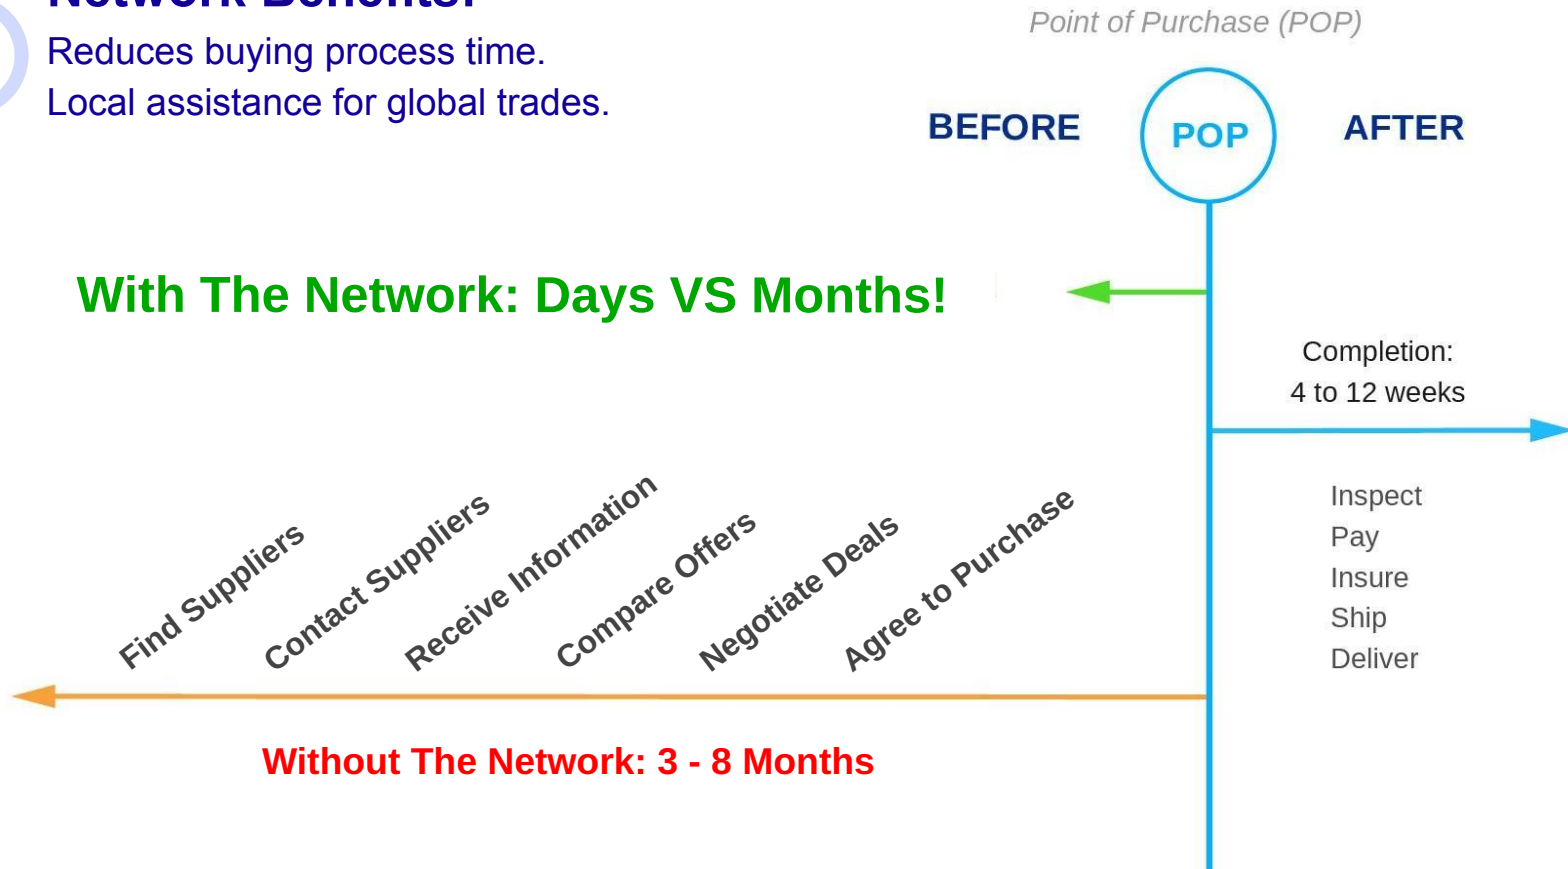 Network Benefits:
Reduces buying process time.
Local assistance for global trades.
Point of Purchase (POP)
BEFORE
POP
AFTER
With The Network: Days VS Months!
Completion:
4 to 12 weeks
Find Suppliers
Contact Suppliers
Receive Information
Compare Offers
Negotiate Deals
Agree to Purchase
Inspect
Pay
Insure
Ship
Deliver
Without The Network: 3 - 8 Months